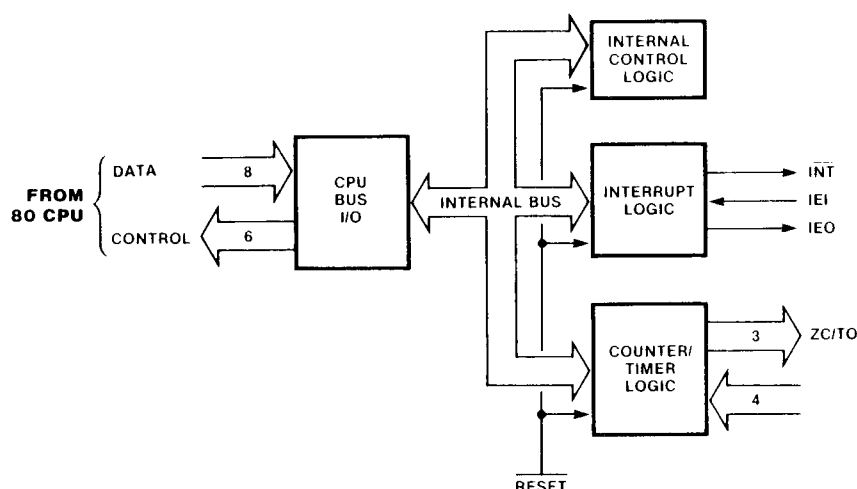 INTERNAL
CONTROL
LOGIC
FROM
80 CPU
DATA
8
CONTROL
6
CPU
BUS
I/O
INTERNAL BUS
INTERRUPT
LOGIC
INT
IEI
IEO
COUNTER/
TIMER
LOGIC
3
ZC/TO
4
RESET